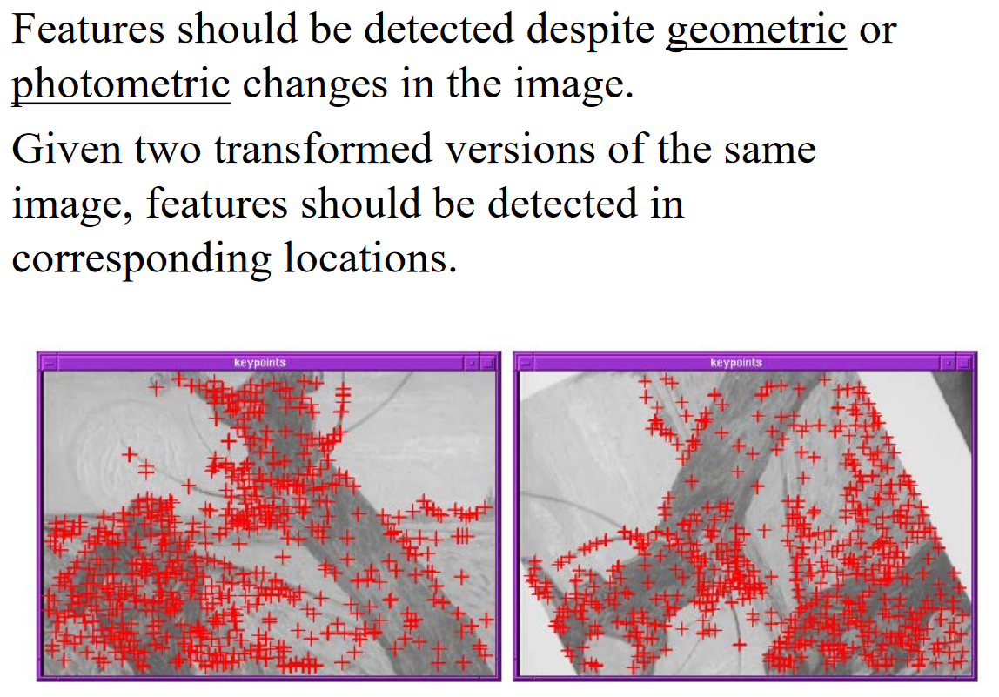 Features should be detected despite geometric or
photometric changes in the image.
Given two transformed versions of the same
image, features should be detected in
corresponding locations.
keypoints
keypoints